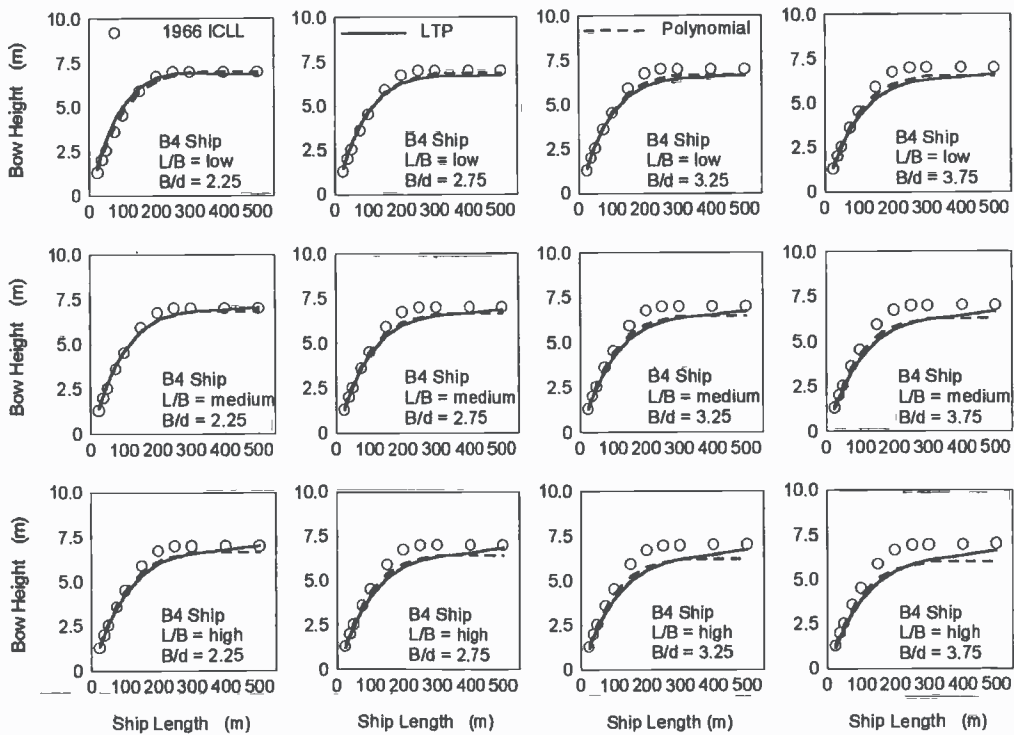 10.0
1966 ICLL
7.5
5.0
2.5
0
Bow Height (m)
B4 Ship
L/B = low
B/d = 2.25
0 100 200 300 400 500
10.0
LTP
7.5
5.0
2.5
0
B4 Ship
L/B = low
B/d = 2.75
0 100 200 300 400 500
10.0
Polynomial
7.5
5.0
2.5
0
B4 Ship
L/B = low
B/d = 3.25
0 100 200 300 400 500
10.0
7.5
5.0
2.5
0
B4 Ship
L/B = low
B/d = 3.75
0 100 200 300 400 500
10.0
7.5
5.0
2.5
0
Bow Height (m)
B4 Ship
L/B = medium
B/d = 2.25
0 100 200 300 400 500
10.0
7.5
5.0
2.5
0
B4 Ship
L/B = medium
B/d = 2.75
0 100 200 300 400 500
10.0
7.5
5.0
2.5
0
B4 Ship
L/B = medium
B/d = 3.25
0 100 200 300 400 500
10.0
7.5
5.0
2.5
0
B4 Ship
L/B = medium
B/d = 3.75
0 100 200 300 400 500
10.0
7.5
5.0
2.5
0
Bow Height (m)
B4 Ship
L/B = high
B/d = 2.25
0 100 200 300 400 500
Ship Length (m)
10.0
7.5
5.0
2.5
0
B4 Ship
L/B = high
B/d = 2.75
0 100 200 300 400 500
Ship Length (m)
10.0
7.5
5.0
2.5
0
B4 Ship
L/B = high
B/d = 3.25
0 100 200 300 400 500
Ship Length (m)
10.0
7.5
5.0
2.5
0
B4 Ship
L/B = high
B/d = 3.75
0 100 200 300 400 500
Ship Length (m)